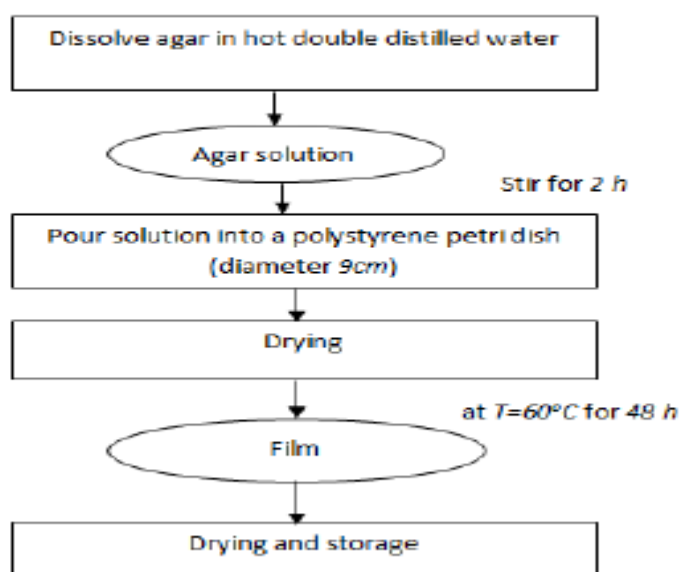 Dissolve agar in hot double distilled water
Agar solution
Stir for 2 h
Pour solution into a polystyrene petri dish
(diameter 9cm)
Drying
at T=60°C for 48 h
Film
Drying and storage